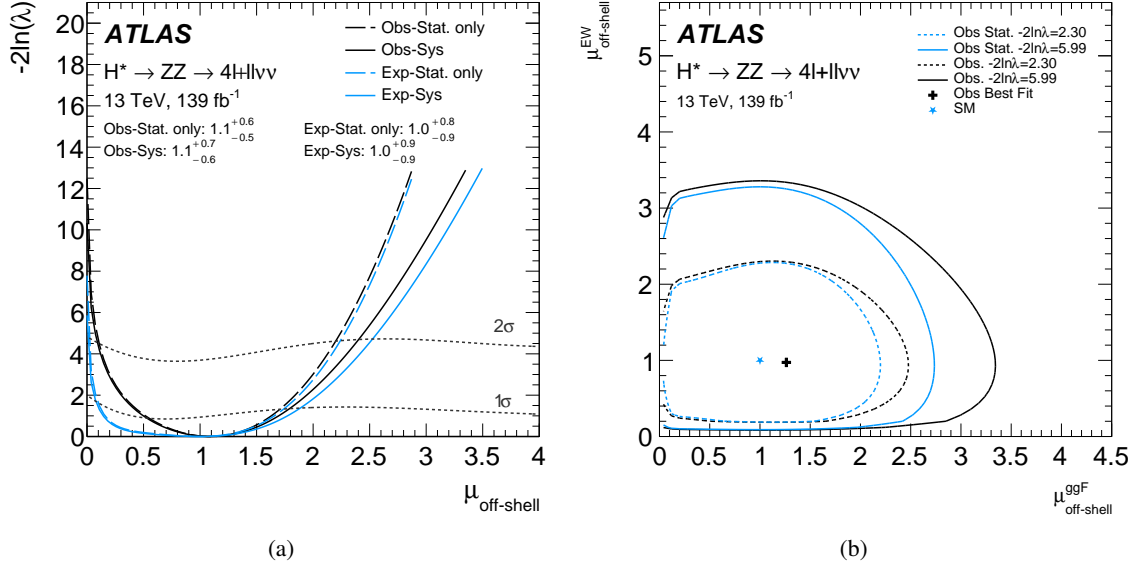 -2ln(λ)
20
18
16
14
12
10
8
6
4
2
0
ATLAS
H* → ZZ → 4l+llνν
13 TeV, 139 fb⁻¹
Obs-Stat. only
Obs-Sys
Exp-Stat. only
Exp-Sys
Obs-Stat. only: 1.1 +0.6 −0.5
Obs-Sys: 1.1 +0.7 −0.6
Exp-Stat. only: 1.0 +0.8 −0.9
Exp-Sys: 1.0 +0.9 −0.9
2σ
1σ
0 0.5 1 1.5 2 2.5 3 3.5 4
μ off-shell
(a)
μ EW off-shell
5
4
3
2
1
0
ATLAS
H* → ZZ → 4l+llνν
13 TeV, 139 fb⁻¹
Obs Stat. -2lnλ=2.30
Obs Stat. -2lnλ=5.99
Obs. -2lnλ=2.30
Obs. -2lnλ=5.99
Obs Best Fit
SM
0 0.5 1 1.5 2 2.5 3 3.5 4 4.5
μ ggF off-shell
(b)